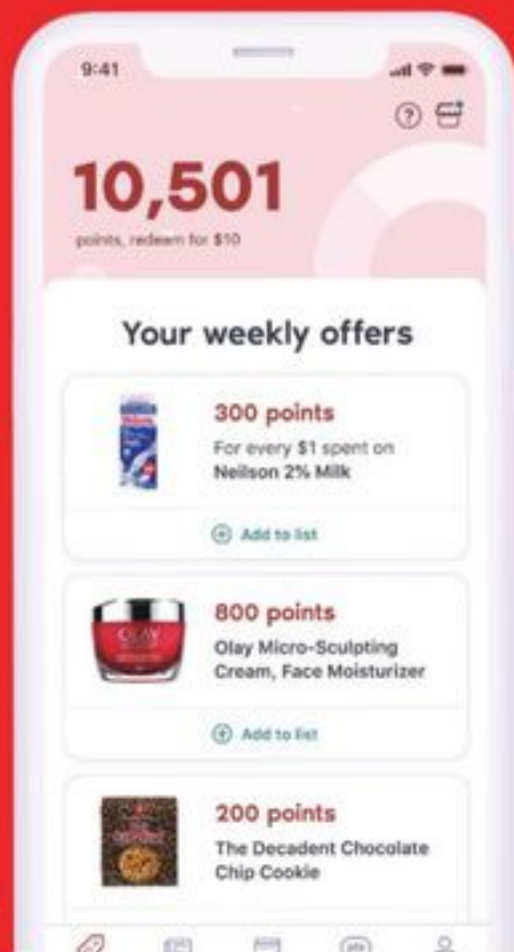 9:41
10,501
points, redeem for $10
Your weekly offers
300 points
For every $1 spent on
Neilson 2% Milk
Add to list
OLAY
800 points
Olay Micro-Sculpting
Cream, Face Moisturizer
Add to list
200 points
The Decadent Chocolate
Chip Cookie
pts